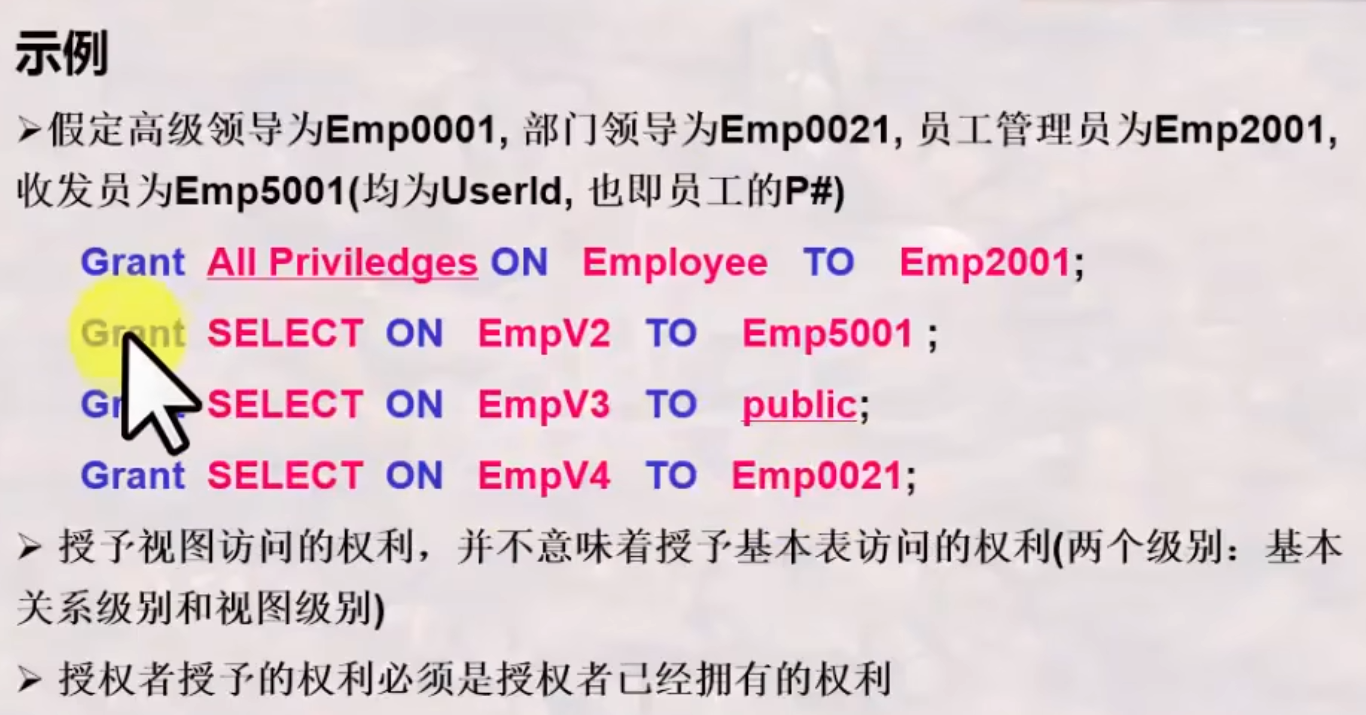 示例
➢假定高级领导为Emp0001, 部门领导为Emp0021, 员工管理员为Emp2001,
收发员为Emp5001(均为UserId, 也即员工的P#)
Grant All Priviledges ON Employee TO Emp2001;
Grant SELECT ON EmpV2 TO Emp5001 ;
Grant SELECT ON EmpV3 TO public;
Grant SELECT ON EmpV4 TO Emp0021;
➢ 授予视图访问的权利，并不意味着授予基本表访问的权利(两个级别：基本
关系级别和视图级别)
➢ 授权者授予的权利必须是授权者已经拥有的权利